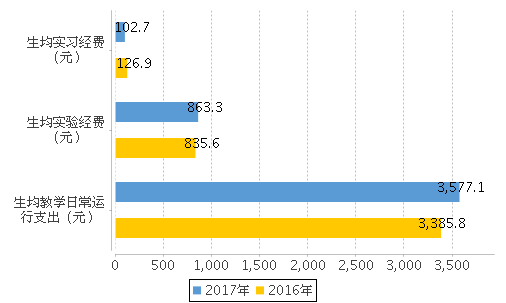 生均实习经费
（元）
102.7
126.9
生均实验经费
（元）
863.3
835.6
生均教学日常运
行支出（元）
3,577.1
3,385.8
0 500 1,000 1,500 2,000 2,500 3,000 3,500
2017年 2016年